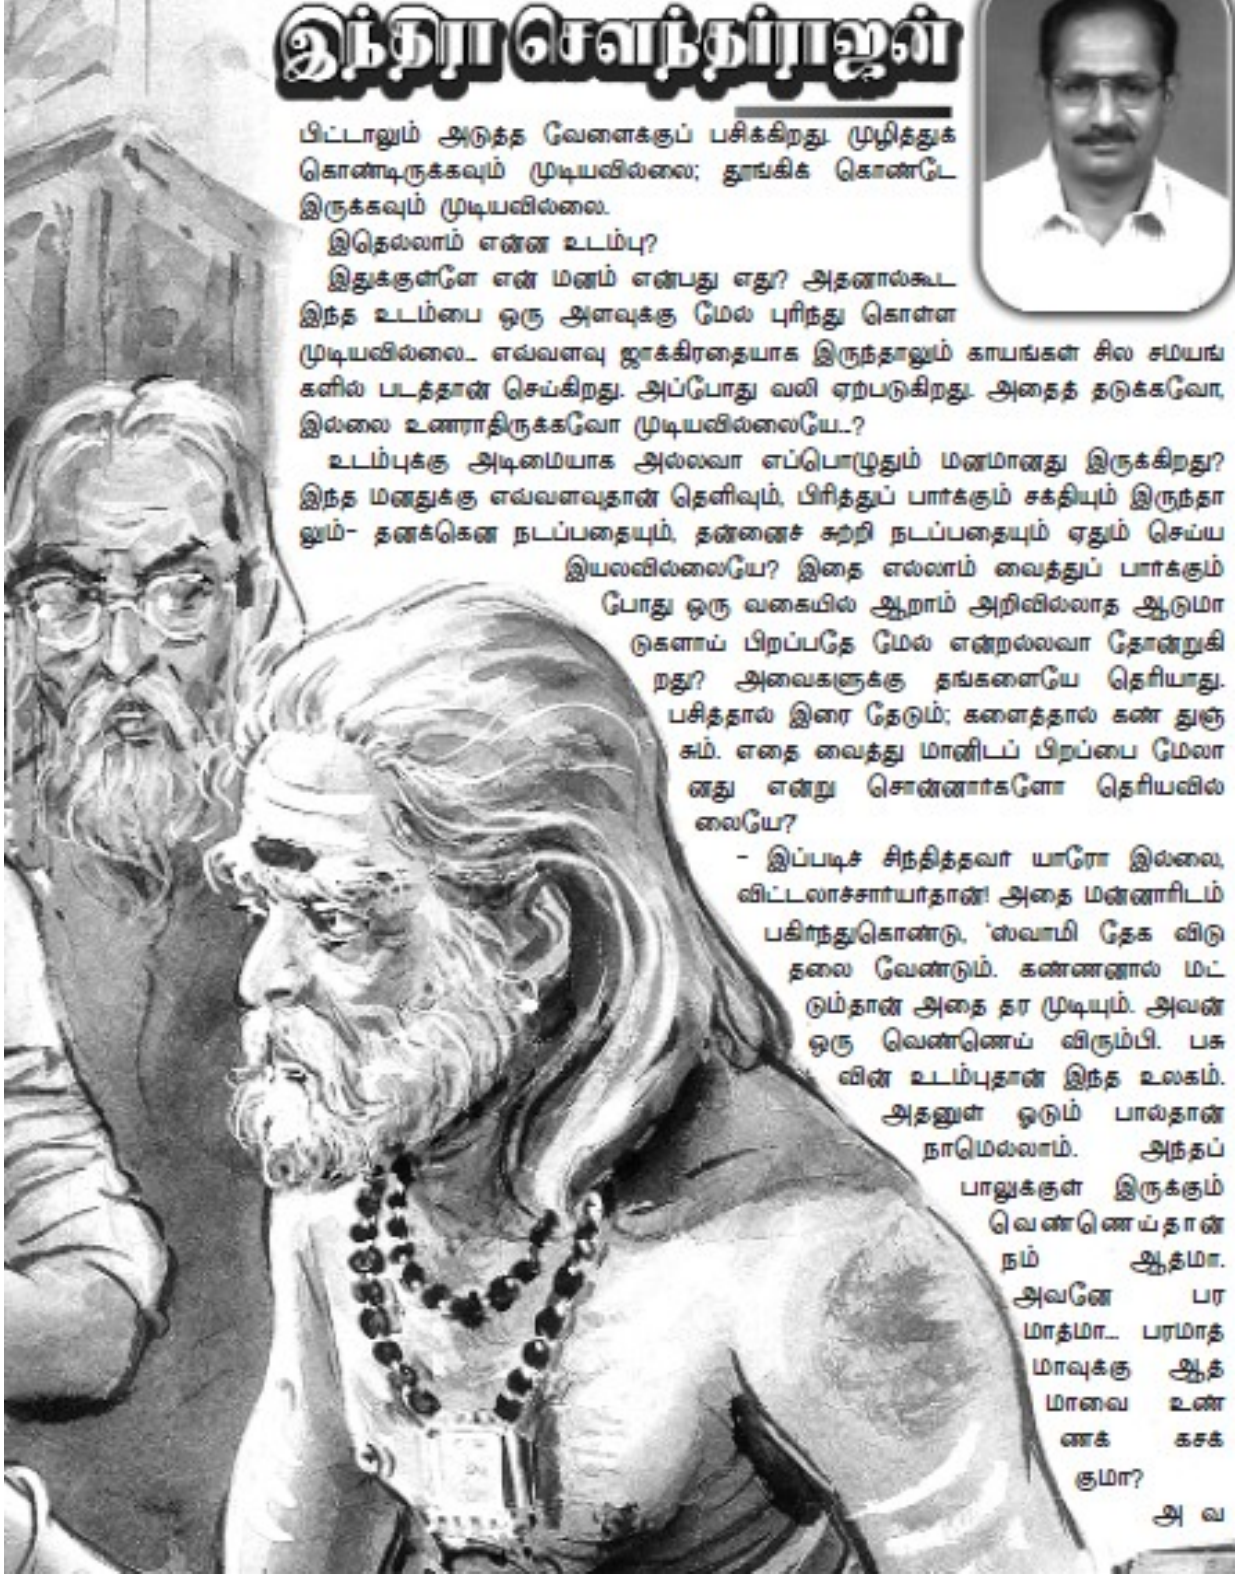 இந்திரா செளந்தர்ராஜன்
பிட்டாலும் அடுத்த வேளைக்குப் பசிக்கிறது. முழித்துக்
கொண்டிருக்கவும் முடியவில்லை; தூங்கிக் கொண்டே
இருக்கவும் முடியவில்லை.
இதெல்லாம் என்ன உடம்பு?
இதுக்குள்ளே என் மனம் என்பது எது? அதனால்கூட
இந்த உடம்பை ஒரு அளவுக்கு மேல் புரிந்து கொள்ள
முடியவில்லை... எவ்வளவு ஜாக்கிரதையாக இருந்தாலும் காயங்கள் சில சமயங்
களில் படத்தான் செய்கிறது. அப்போது வலி ஏற்படுகிறது. அதைத் தடுக்கவோ,
இல்லை உணராதிருக்கவோ முடியவில்லையே...?
உடம்புக்கு அடிமையாக அல்லவா எப்பொழுதும் மனமானது இருக்கிறது?
இந்த மனதுக்கு எவ்வளவுதான் தெளிவும், பிரித்துப் பார்க்கும் சக்தியும் இருந்தா
லும்- தனக்கென நடப்பதையும், தன்னைச் சுற்றி நடப்பதையும் ஏதும் செய்ய
இயலவில்லையே? இதை எல்லாம் வைத்துப் பார்க்கும்
போது ஒரு வகையில் ஆறாம் அறிவில்லாத ஆடுமா
டுகளாய் பிறப்பதே மேல் என்றல்லவா தோன்றுகி
றது? அவைகளுக்கு தங்களையே தெரியாது.
பசித்தால் இரை தேடும்; களைத்தால் கண் துஞ்
சும். எதை வைத்து மானிடப் பிறப்பை மேலா
னது என்று சொன்னார்களோ தெரியவில்
லையே?
- இப்படிச் சிந்தித்தவர் யாரோ இல்லை,
விட்டலாச்சார்யர்தான்! அதை மன்னாரிடம்
பகிர்ந்துகொண்டு, 'ஸ்வாமி தேக விடு
தலை வேண்டும். கண்ணனால் மட்
டும்தான் அதை தர முடியும். அவன்
ஒரு வெண்ணெய் விரும்பி. பசு
வின் உடம்புதான் இந்த உலகம்.
அதனுள் ஓடும் பால்தான்
நாமெல்லாம். அந்தப்
பாலுக்குள் இருக்கும்
வெண்ணெய்தான்
நம் ஆத்மா.
அவனே பர
மாத்மா... பரமாத்
மாவுக்கு ஆத்
மாவை உண்
ணக் கசக்
குமா?
அ வ